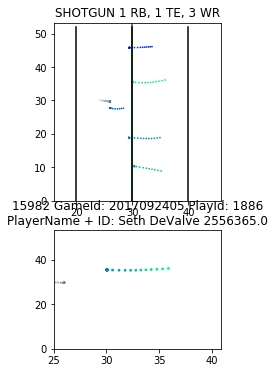 SHOTGUN 1 RB, 1 TE, 3 WR
50
40
30
20
10
0
20 30 40
15982 GameId: 2017092405 PlayId: 1886
PlayerName + ID: Seth DeValve 2556365.0
40
20
0
25 30 35 40